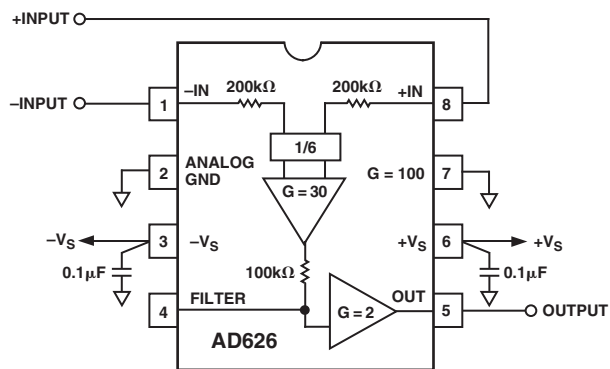 +INPUT
–INPUT
200kΩ
200kΩ
–IN
+IN
1
8
1/6
2
ANALOG
GND
G = 30
G = 100
7
–VS
3
–VS
+VS
6
+VS
0.1µF
100kΩ
0.1µF
4
FILTER
G = 2
OUT
5
OUTPUT
AD626